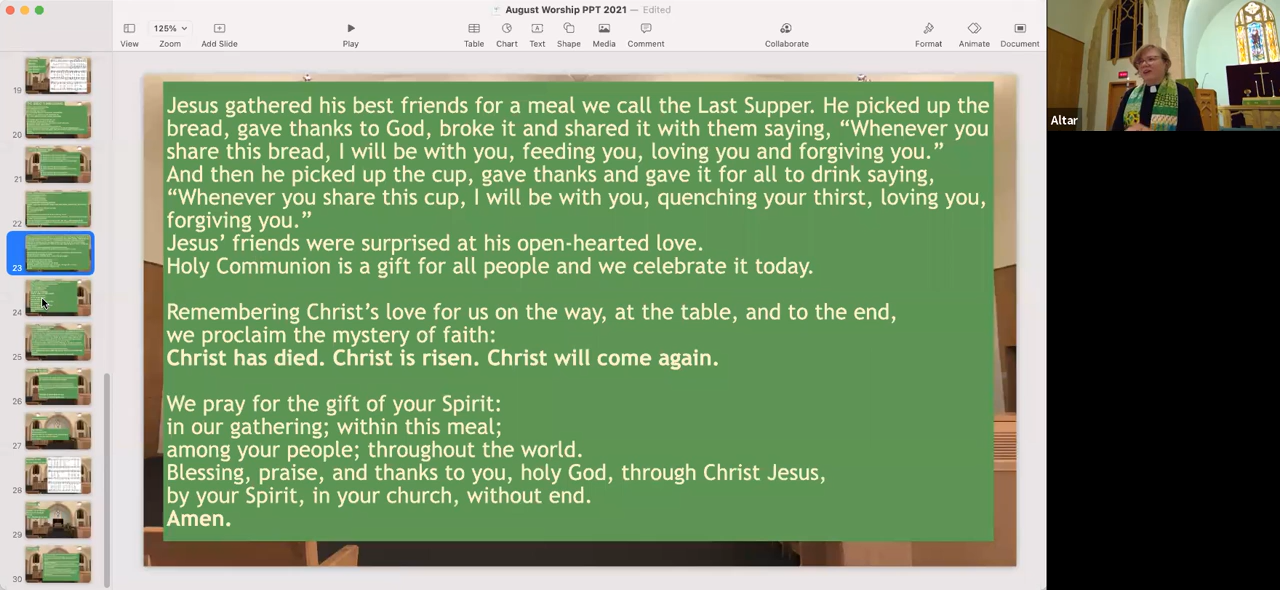 August Worship PPT 2021 — Edited
125%
View
Zoom
Add Slide
Play
Table
Chart
Text
Shape
Media
Comment
Collaborate
Format
Animate
Document
19
20
21
22
23
24
25
26
27
28
29
30
Jesus gathered his best friends for a meal we call the Last Supper. He picked up the
bread, gave thanks to God, broke it and shared it with them saying, “Whenever you
share this bread, I will be with you, feeding you, loving you and forgiving you.”
And then he picked up the cup, gave thanks and gave it for all to drink saying,
“Whenever you share this cup, I will be with you, quenching your thirst, loving you,
forgiving you.”
Jesus’ friends were surprised at his open-hearted love.
Holy Communion is a gift for all people and we celebrate it today.
Remembering Christ’s love for us on the way, at the table, and to the end,
we proclaim the mystery of faith:
Christ has died. Christ is risen. Christ will come again.
We pray for the gift of your Spirit:
in our gathering; within this meal;
among your people; throughout the world.
Blessing, praise, and thanks to you, holy God, through Christ Jesus,
by your Spirit, in your church, without end.
Amen.
Altar